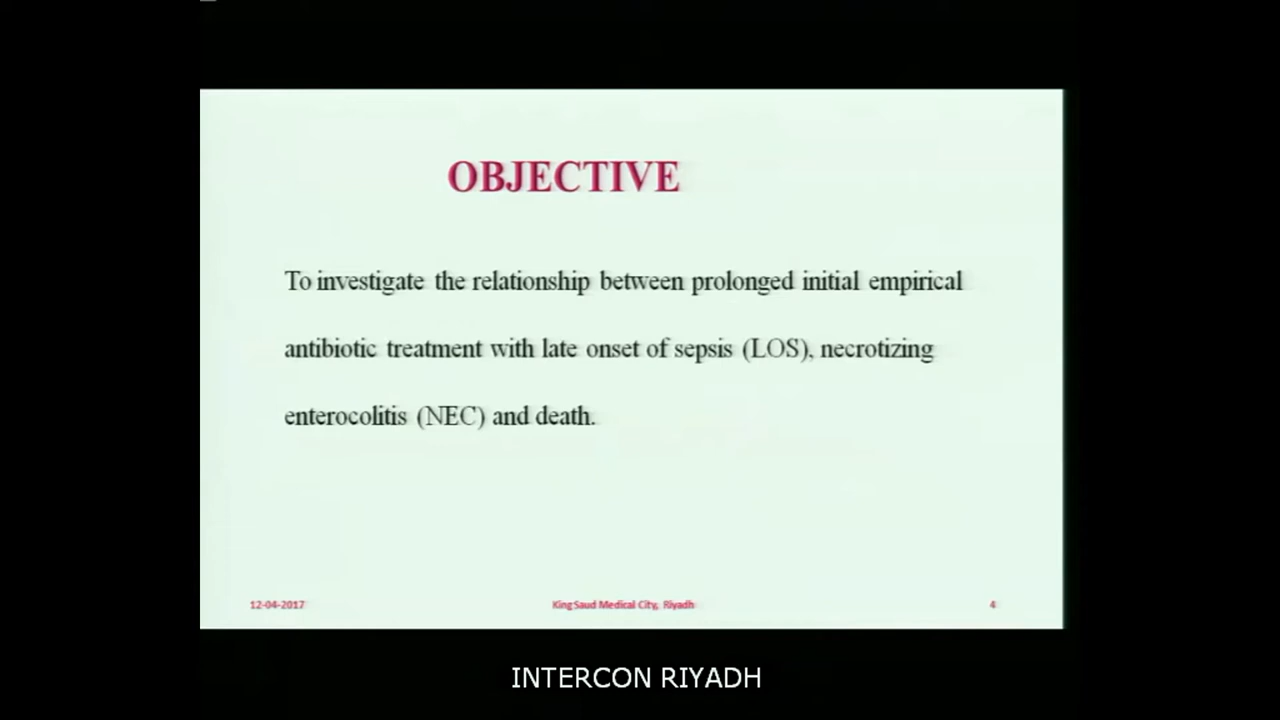 OBJECTIVE
To investigate the relationship between prolonged initial empirical
antibiotic treatment with late onset of sepsis (LOS), necrotizing
enterocolitis (NEC) and death.
12-04-2017 King Saud Medical City, Riyadh 4
INTERCON RIYADH